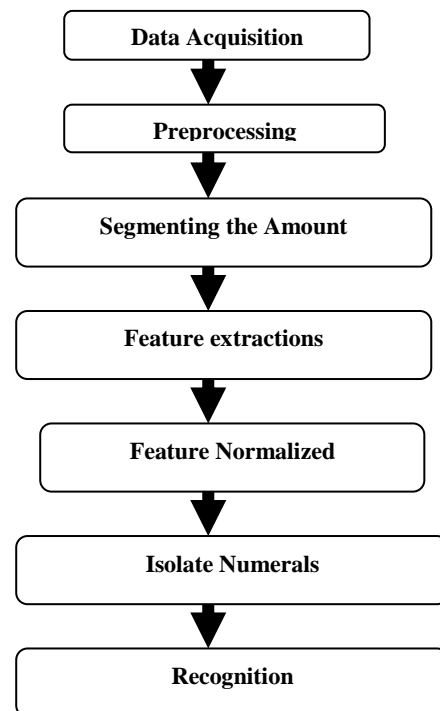 Data Acquisition
Preprocessing
Segmenting the Amount
Feature extractions
Feature Normalized
Isolate Numerals
Recognition